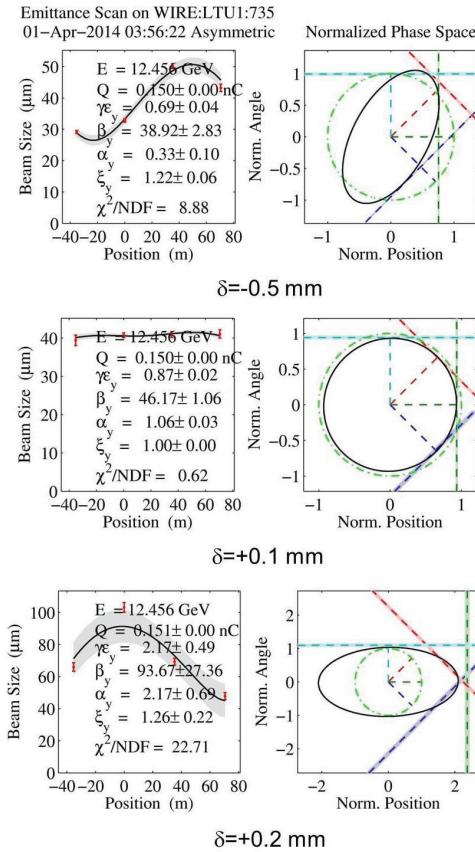 Emittance Scan on WIRE:LTU1:735
01-Apr-2014 03:56:22 Asymmetric
Normalized Phase Space
60
50
40
30
20
10
0
Beam Size (μm)
E = 12.456 GeV
Q = 0.150± 0.00 nC
γε_y = 0.69± 0.04
β_y = 38.92± 2.83
α_y = 0.33± 0.10
ξ_y = 1.22± 0.06
χ²/NDF = 8.88
−40 −20 0 20 40 60 80
Position (m)
Norm. Angle
1
0.5
0
−0.5
−1
−1 0 1
Norm. Position
δ=-0.5 mm
40
30
20
10
0
Beam Size (μm)
E = 12.456 GeV
Q = 0.150± 0.00 nC
γε_y = 0.87± 0.02
β_y = 46.17± 1.06
α_y = 1.06± 0.03
ξ_y = 1.00± 0.00
χ²/NDF = 0.62
−40 −20 0 20 40 60 80
Position (m)
Norm. Angle
1
0.5
0
−0.5
−1
−1 0 1
Norm. Position
δ=+0.1 mm
100
80
60
40
20
0
Beam Size (μm)
E = 12.456 GeV
Q = 0.151± 0.00 nC
γε_y = 2.17± 0.49
β_y = 93.67±27.36
α_y = 2.17± 0.69
ξ_y = 1.26± 0.22
χ²/NDF = 22.71
−40 −20 0 20 40 60 80
Position (m)
Norm. Angle
2
1
0
−1
−2
−2 0 2
Norm. Position
δ=+0.2 mm